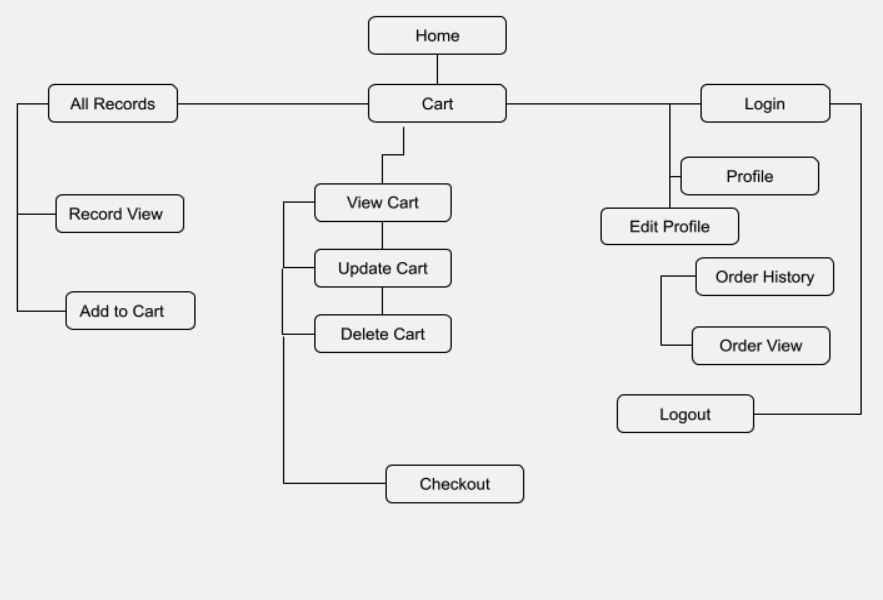 Home
All Records
Cart
Login
Profile
View Cart
Record View
Edit Profile
Update Cart
Order History
Add to Cart
Delete Cart
Order View
Logout
Checkout